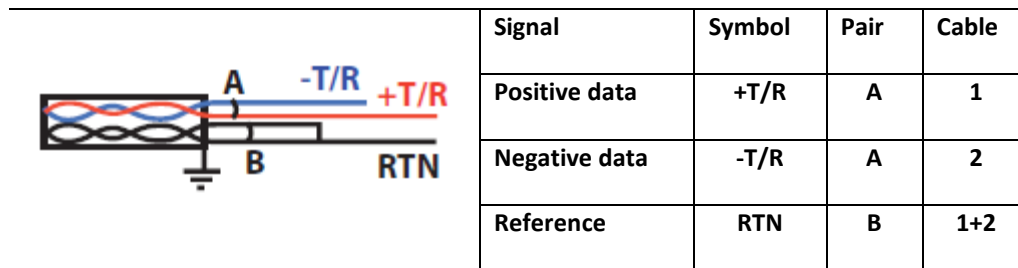 A -T/R
+T/R
B RTN
Signal Symbol Pair Cable
Positive data +T/R A 1
Negative data -T/R A 2
Reference RTN B 1+2